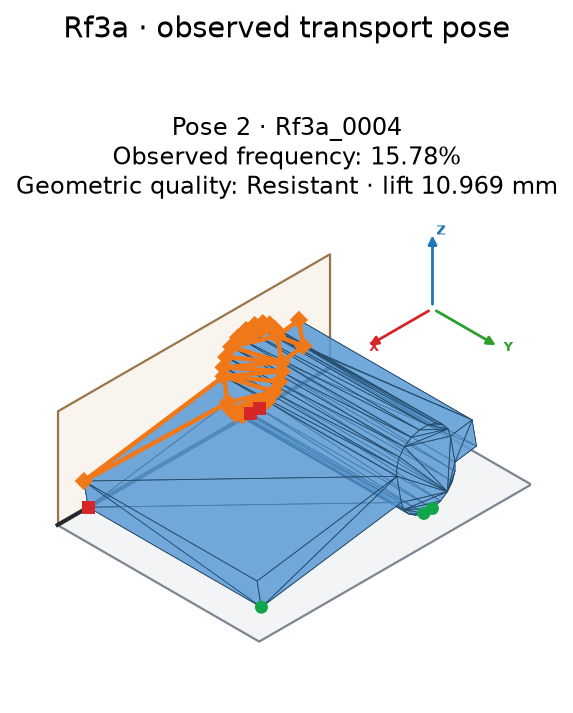 Rf3a · observed transport pose
Pose 2 · Rf3a_0004
Observed frequency: 15.78%
Geometric quality: Resistant · lift 10.969 mm
Z
X
Y